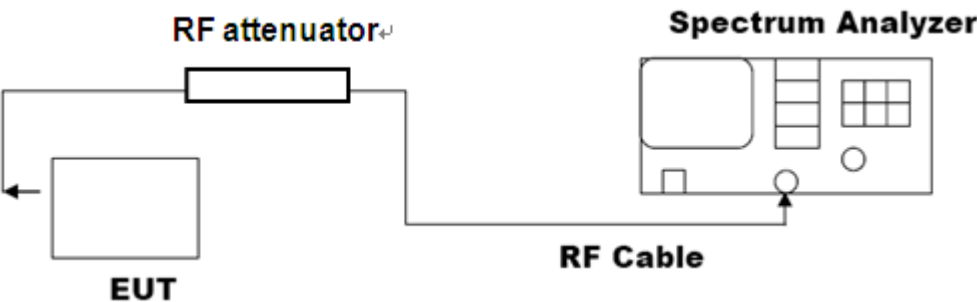 RF attenuator↵
Spectrum Analyzer
RF Cable
EUT